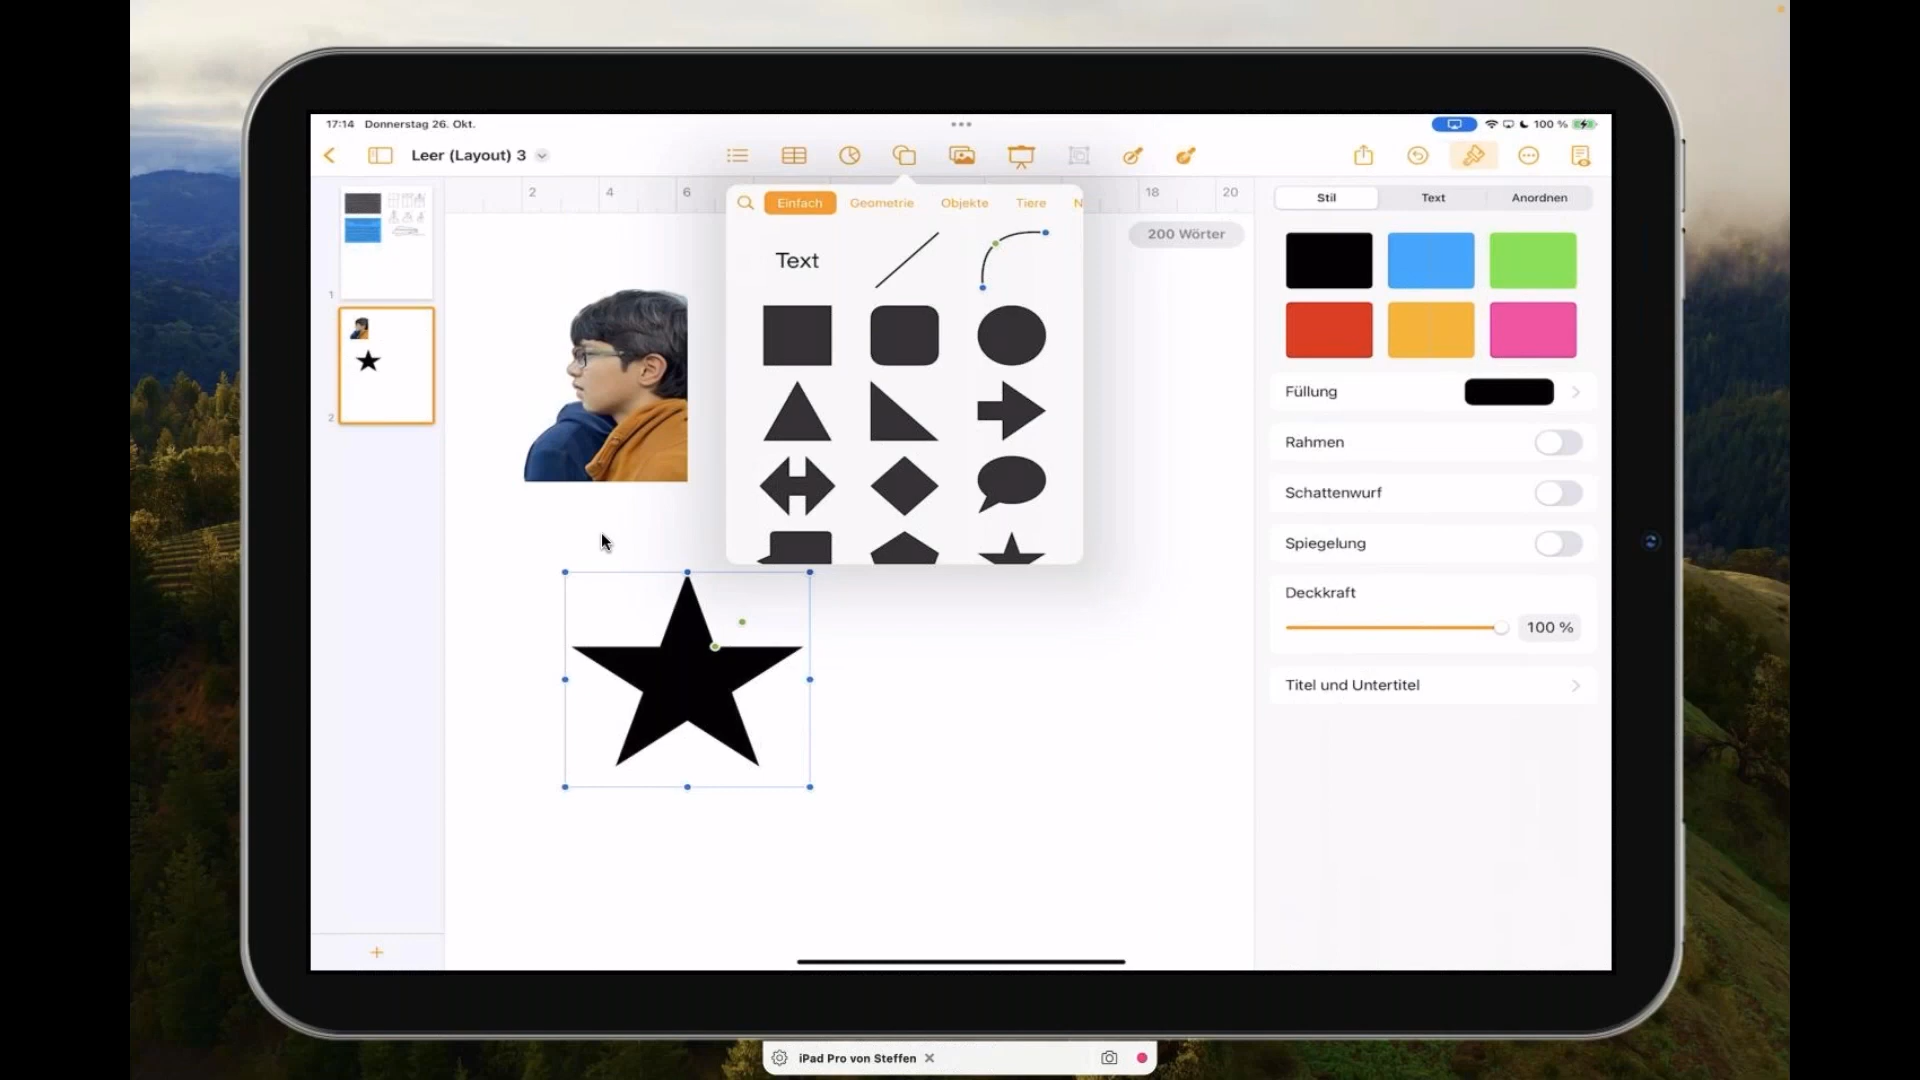 17:14 Donnerstag 26. Okt.
100 %
Leer (Layout) 3
2 4 6 18 20
Einfach Geometrie Objekte Tiere N
200 Wörter
Text
1
2
Stil Text Anordnen
Füllung
Rahmen
Schattenwurf
Spiegelung
Deckkraft
100 %
Titel und Untertitel
iPad Pro von Steffen